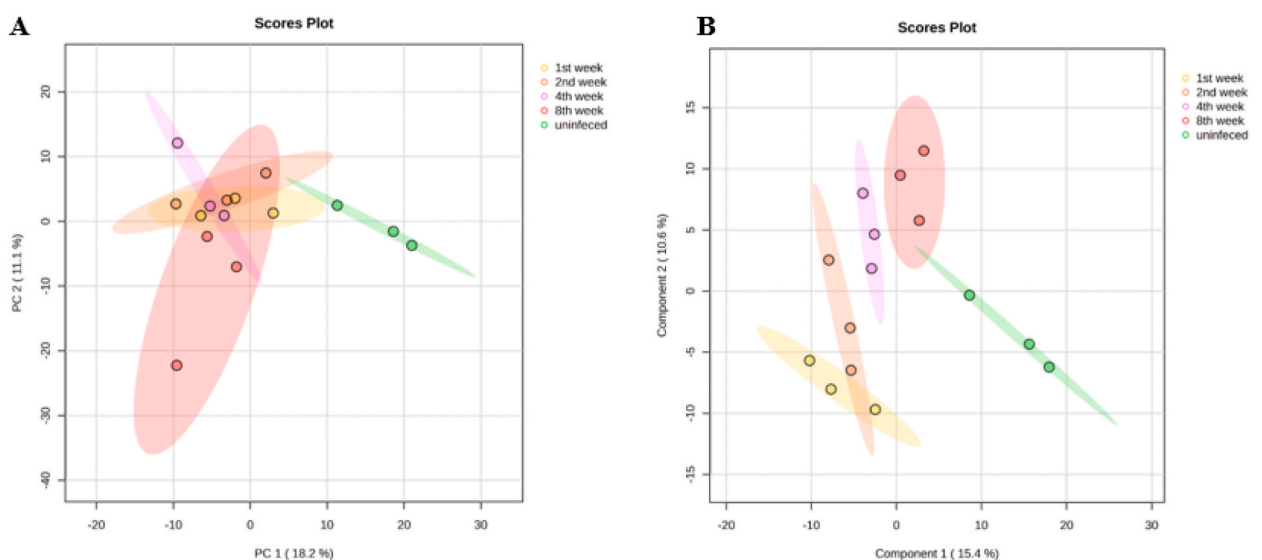 A
Scores Plot
20
10
0
-10
-20
-30
-40
-20
-10
0
10
20
30
PC 2 ( 11.1 %)
PC 1 ( 18.2 %)
1st week
2nd week
4th week
8th week
uninfeced
B
Scores Plot
15
10
5
0
-5
-10
-15
-20
-10
0
10
20
30
Component 2 ( 10.6 %)
Component 1 ( 15.4 %)
1st week
2nd week
4th week
8th week
uninfeced